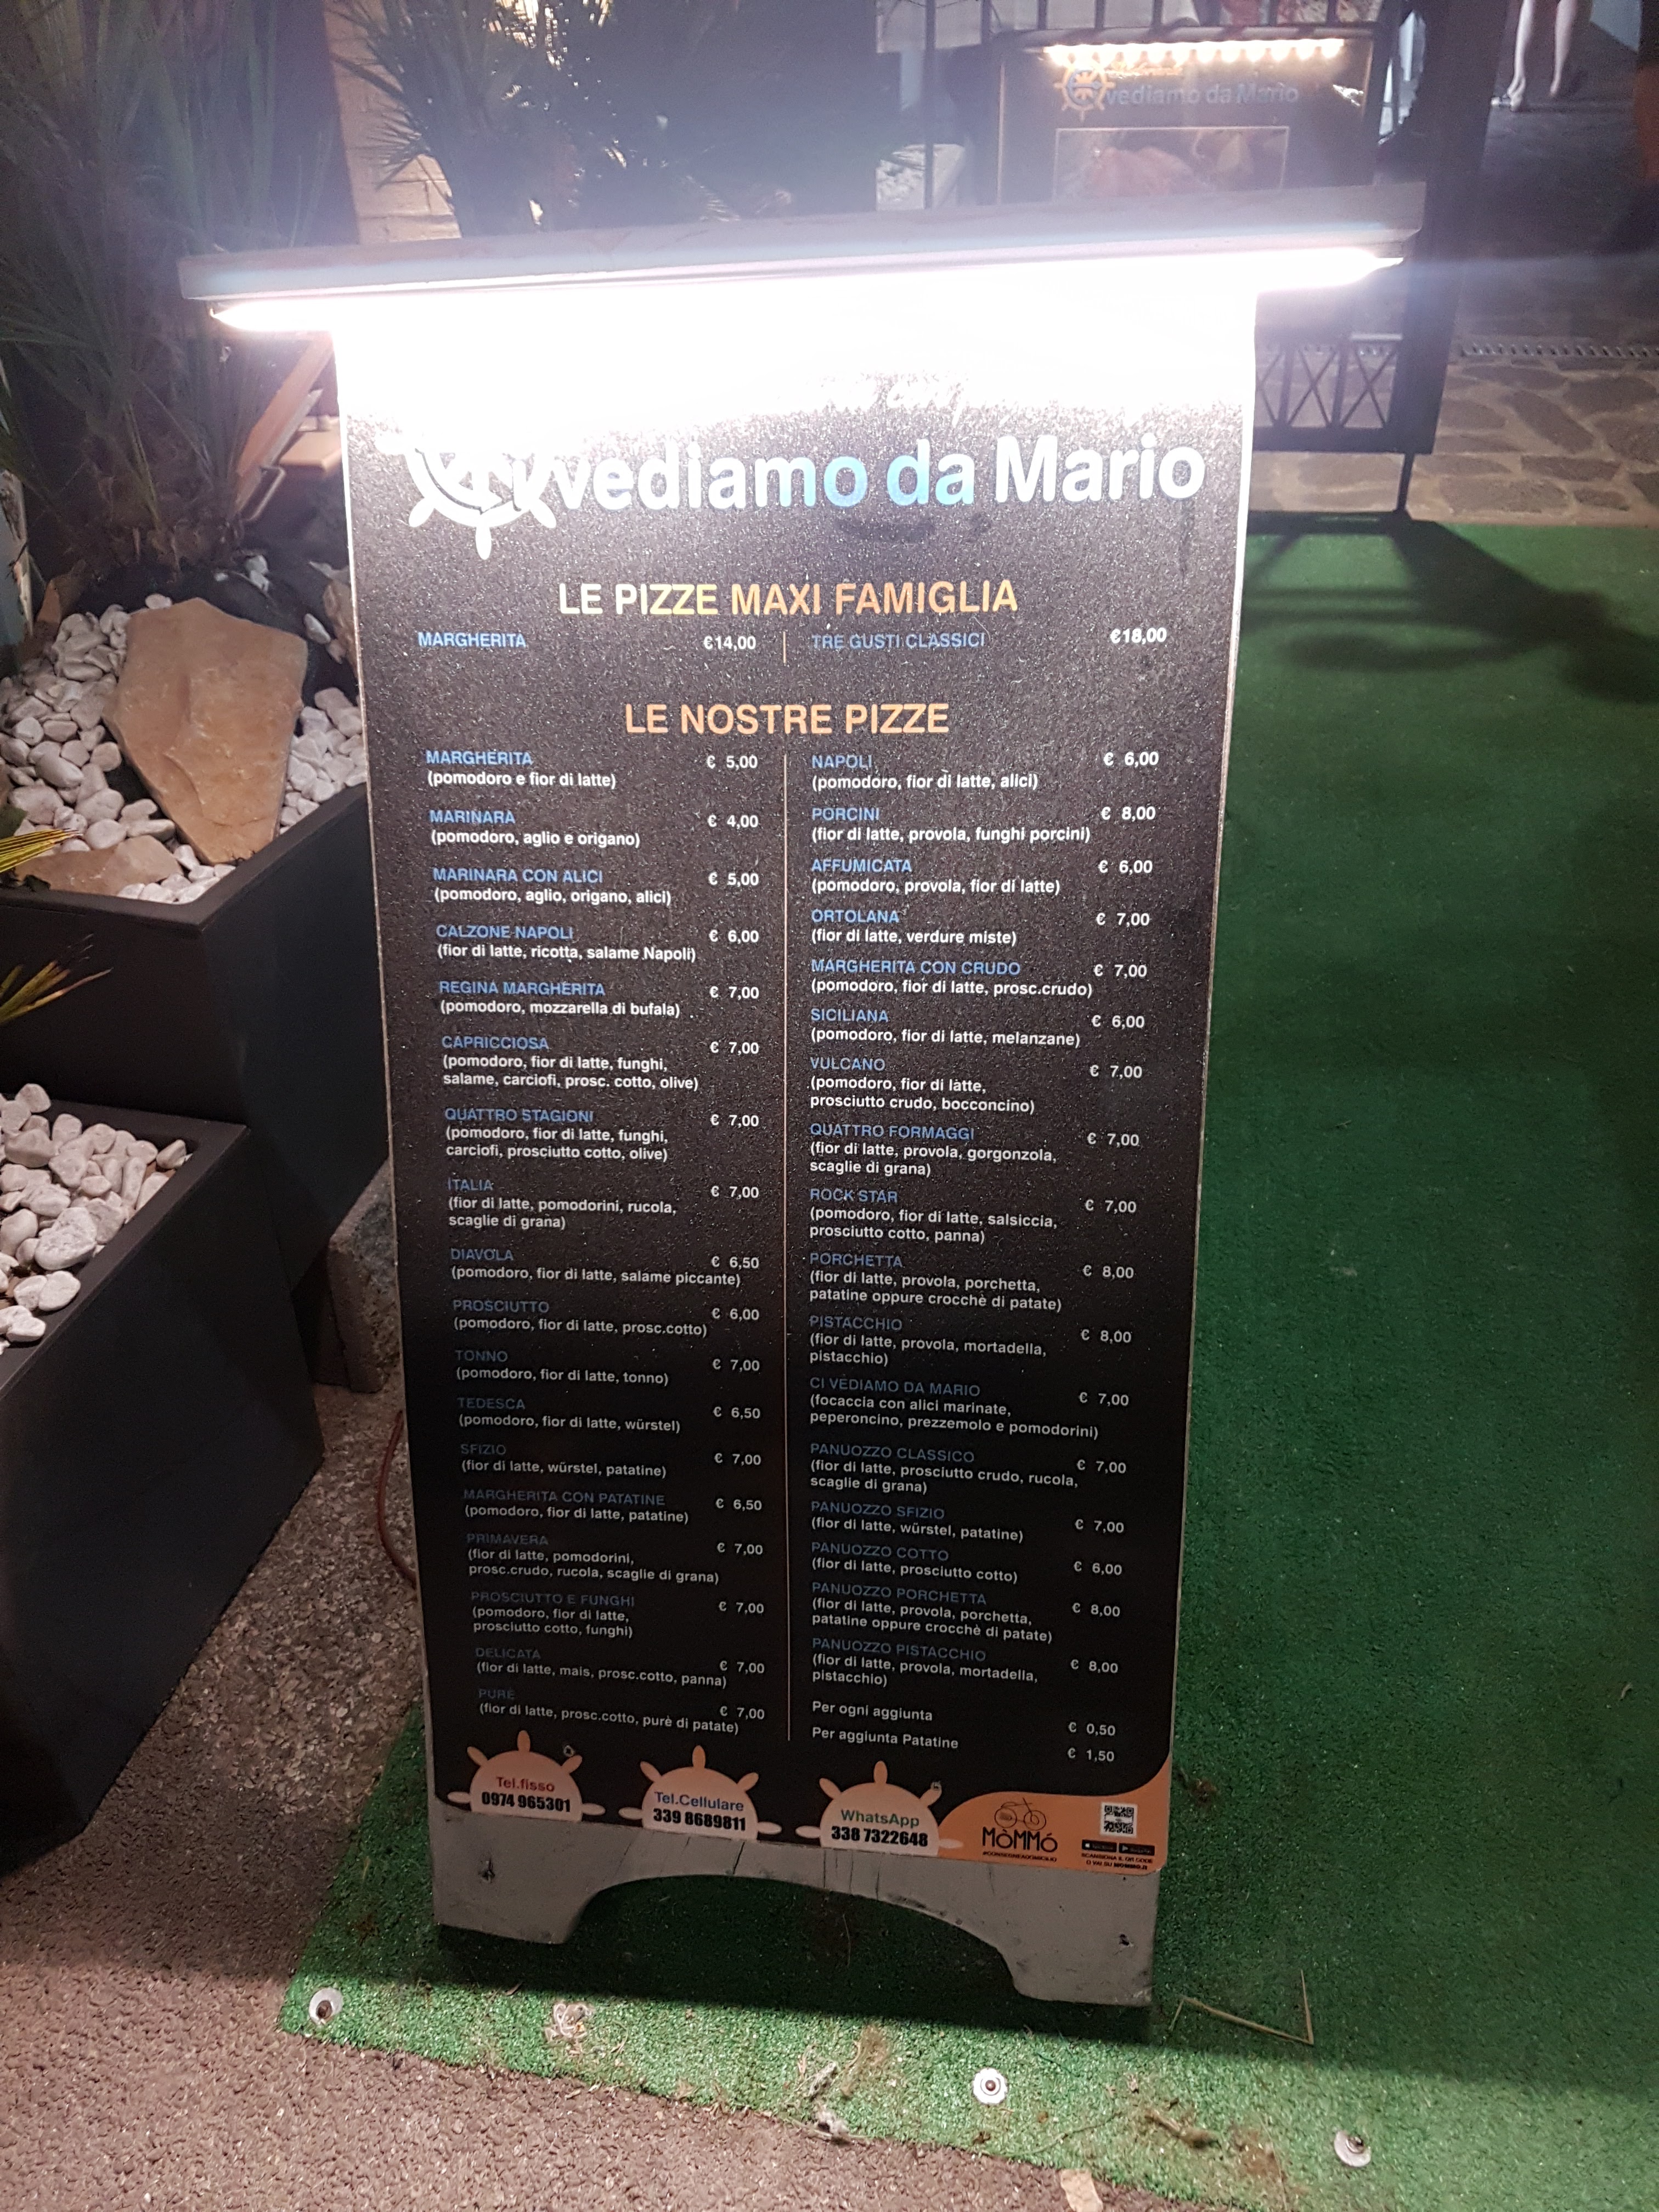 vediamo da Mario
vediamo da Mario
LE PIZZE MAXI FAMIGLIA
MARGHERITA €14,00
TRE GUSTI CLASSICI €18,00
LE NOSTRE PIZZE
MARGHERITA € 5,00
(pomodoro e fior di latte)
MARINARA € 4,00
(pomodoro, aglio e origano)
MARINARA CON ALICI € 5,00
(pomodoro, aglio, origano, alici)
CALZONE NAPOLI € 6,00
(fior di latte, ricotta, salame Napoli)
REGINA MARGHERITA € 7,00
(pomodoro, mozzarella di bufala)
CAPRICCIOSA € 7,00
(pomodoro, fior di latte, funghi,
salame, carciofi, prosc. cotto, olive)
QUATTRO STAGIONI € 7,00
(pomodoro, fior di latte, funghi,
carciofi, prosciutto cotto, olive)
ITALIA € 7,00
(fior di latte, pomodorini, rucola,
scaglie di grana)
DIAVOLA € 6,50
(pomodoro, fior di latte, salame piccante)
PROSCIUTTO € 6,00
(pomodoro, fior di latte, prosc.cotto)
TONNO € 7,00
(pomodoro, fior di latte, tonno)
TEDESCA € 6,50
(pomodoro, fior di latte, würstel)
SFIZIO € 7,00
(fior di latte, würstel, patatine)
MARGHERITA CON PATATINE € 6,50
(pomodoro, fior di latte, patatine)
PRIMAVERA € 7,00
(fior di latte, pomodorini,
prosc.crudo, rucola, scaglie di grana)
PROSCIUTTO E FUNGHI € 7,00
(pomodoro, fior di latte,
prosciutto cotto, funghi)
DELICATA € 7,00
(fior di latte, mais, prosc.cotto, panna)
PURÈ € 7,00
(fior di latte, prosc.cotto, purè di patate)
NAPOLI € 6,00
(pomodoro, fior di latte, alici)
PORCINI € 8,00
(fior di latte, provola, funghi porcini)
AFFUMICATA € 6,00
(pomodoro, provola, fior di latte)
ORTOLANA € 7,00
(fior di latte, verdure miste)
MARGHERITA CON CRUDO € 7,00
(pomodoro, fior di latte, prosc.crudo)
SICILIANA € 6,00
(pomodoro, fior di latte, melanzane)
VULCANO € 7,00
(pomodoro, fior di latte,
prosciutto crudo, bocconcino)
QUATTRO FORMAGGI € 7,00
(fior di latte, provola, gorgonzola,
scaglie di grana)
ROCK STAR € 7,00
(pomodoro, fior di latte, salsiccia,
prosciutto cotto, panna)
PORCHETTA € 8,00
(fior di latte, provola, porchetta,
patatine oppure crocchè di patate)
PISTACCHIO € 8,00
(fior di latte, provola, mortadella,
pistacchio)
CI VEDIAMO DA MARIO € 7,00
(focaccia con alici marinate,
peperoncino, prezzemolo e pomodorini)
PANUOZZO CLASSICO € 7,00
(fior di latte, prosciutto crudo, rucola,
scaglie di grana)
PANUOZZO SFIZIO € 7,00
(fior di latte, würstel, patatine)
PANUOZZO COTTO € 6,00
(fior di latte, prosciutto cotto)
PANUOZZO PORCHETTA € 8,00
(fior di latte, provola, porchetta,
patatine oppure crocchè di patate)
PANUOZZO PISTACCHIO € 8,00
(fior di latte, provola, mortadella,
pistacchio)
Per ogni aggiunta € 0,50
Per aggiunta Patatine € 1,50
Tel.fisso
0974 965301
Tel.Cellulare
339 8689811
WhatsApp
338 7322648
MòMMó
#CONSEGNEADOMICILIO
SCANSIONA IL QR CODE
O VAI SU MOMMO.IT